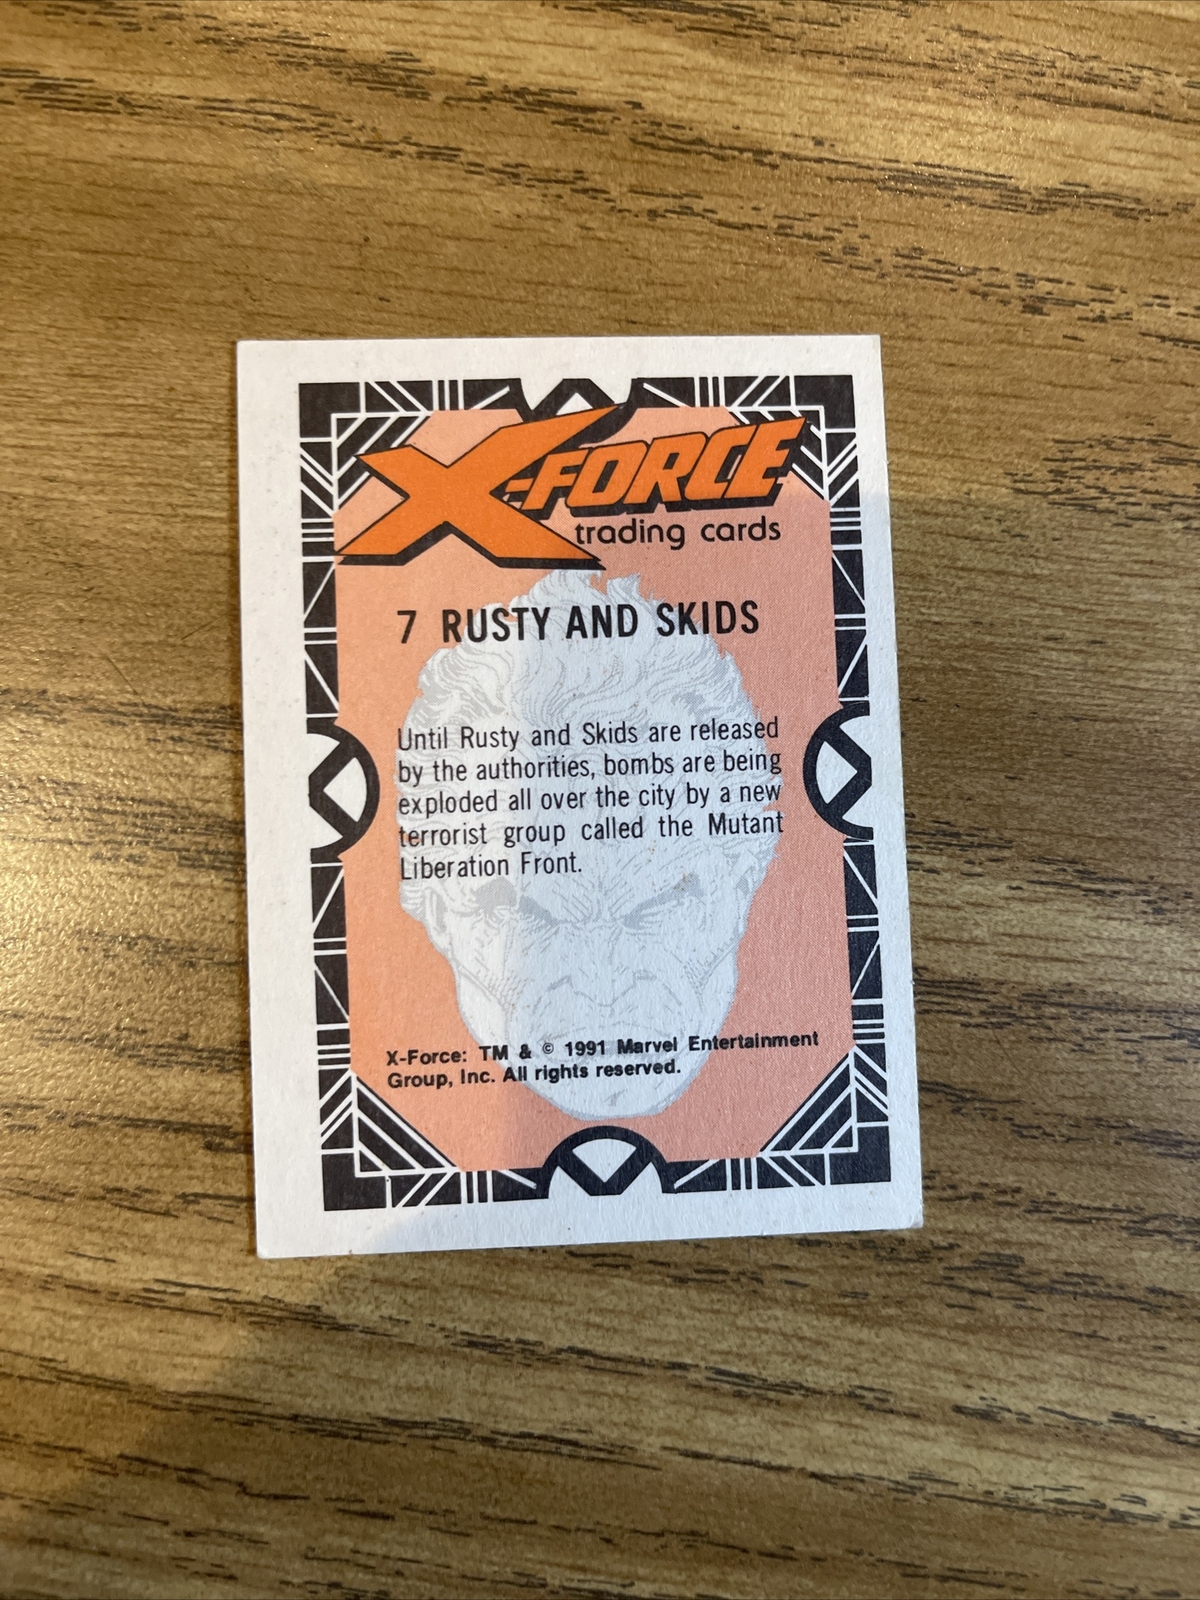 X-FORCE
trading cards
7 RUSTY AND SKIDS
Until Rusty and Skids are released
by the authorities, bombs are being
exploded all over the city by a new
terrorist group called the Mutant
Liberation Front.
X-Force: TM & © 1991 Marvel Entertainment
Group, Inc. All rights reserved.